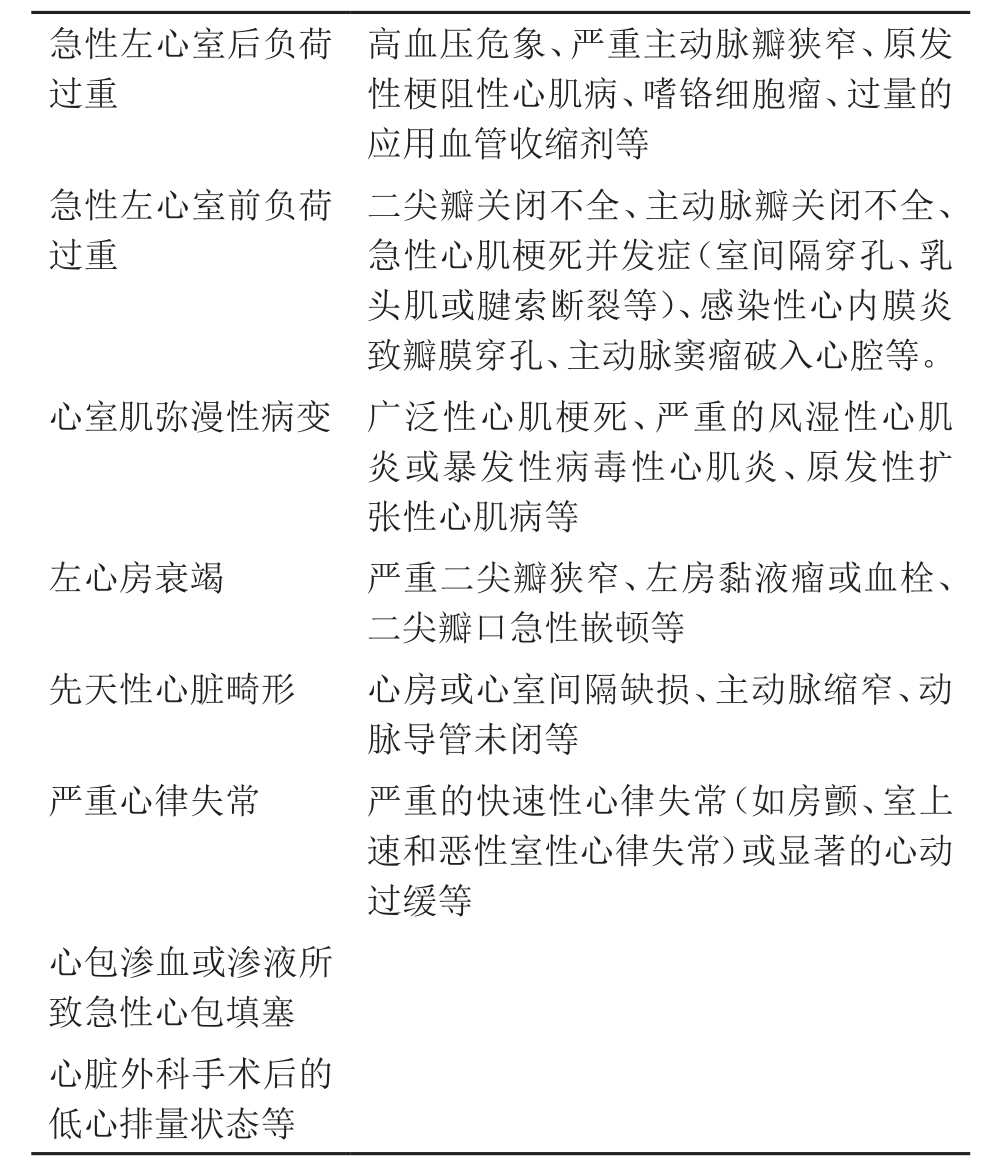 急性左心室后负荷
过重
高血压危象、严重主动脉瓣狭窄、原发
性梗阻性心肌病、嗜铬细胞瘤、过量的
应用血管收缩剂等
急性左心室前负荷
过重
二尖瓣关闭不全、主动脉瓣关闭不全、
急性心肌梗死并发症（室间隔穿孔、乳
头肌或腱索断裂等）、感染性心内膜炎
致瓣膜穿孔、主动脉窦瘤破入心腔等。
心室肌弥漫性病变
广泛性心肌梗死、严重的风湿性心肌
炎或暴发性病毒性心肌炎、原发性扩
张性心肌病等
左心房衰竭
严重二尖瓣狭窄、左房黏液瘤或血栓、
二尖瓣口急性嵌顿等
先天性心脏畸形
心房或心室间隔缺损、主动脉缩窄、动
脉导管未闭等
严重心律失常
严重的快速性心律失常（如房颤、室上
速和恶性室性心律失常）或显著的心动
过缓等
心包渗血或渗液所
致急性心包填塞
心脏外科手术后的
低心排量状态等